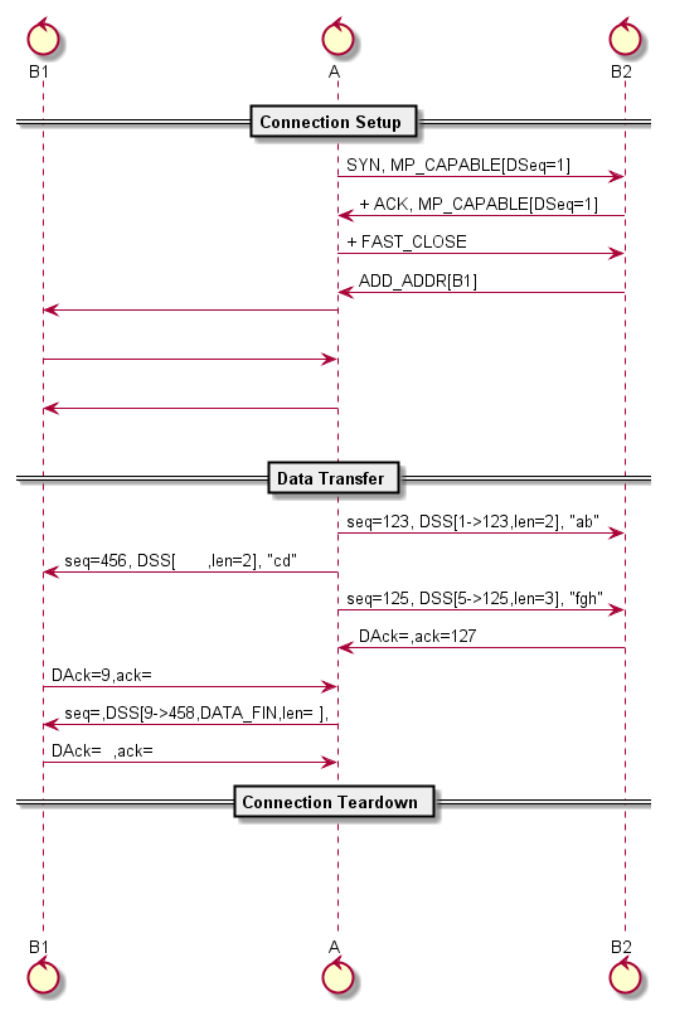 B1 A B2
Connection Setup
SYN, MP_CAPABLE[DSeq=1]
+ ACK, MP_CAPABLE[DSeq=1]
+ FAST_CLOSE
ADD_ADDR[B1]
Data Transfer
seq=123, DSS[1->123,len=2], "ab"
seq=456, DSS[ ,len=2], "cd"
seq=125, DSS[5->125,len=3], "fgh"
DAck=,ack=127
DAck=9,ack=
seq=,DSS[9->458,DATA_FIN,len= ],
DAck= ,ack=
Connection Teardown
B1 A B2